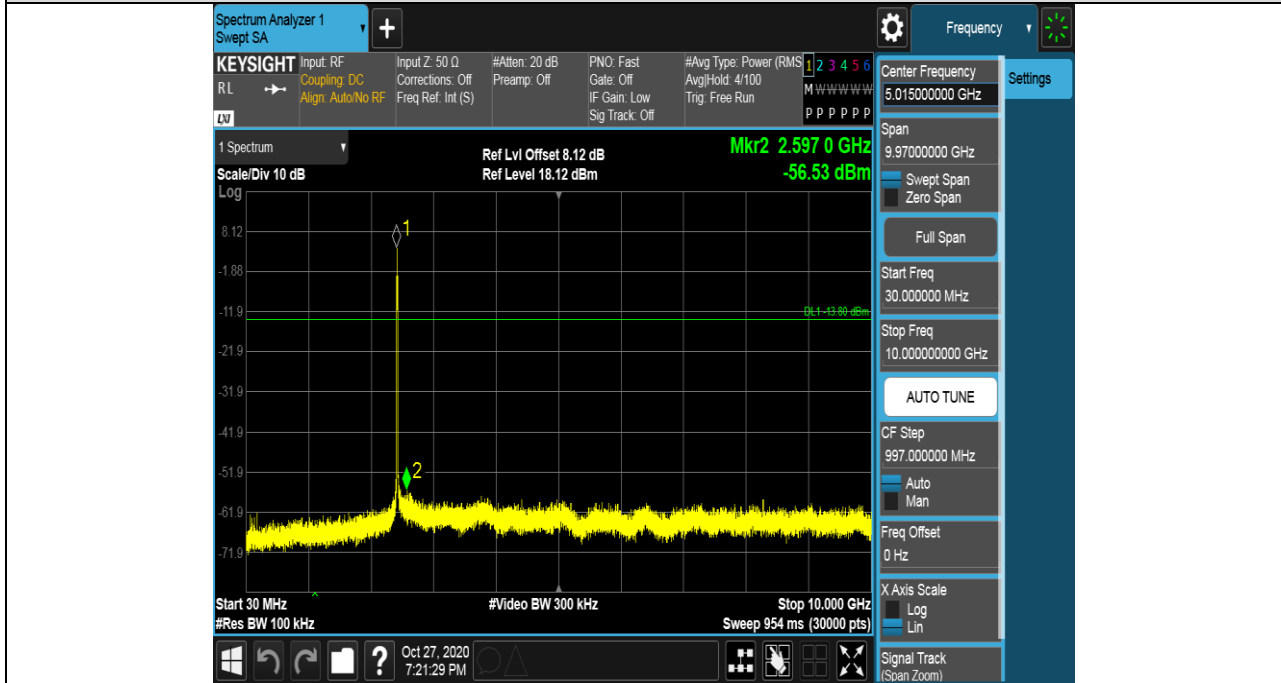 Spectrum Analyzer 1
Swept SA
+
Frequency
KEYSIGHT
RL
LXI
Input: RF
Coupling: DC
Align: Auto/No RF
Input Z: 50 Ω
Corrections: Off
Freq Ref: Int (S)
#Atten: 20 dB
Preamp: Off
PNO: Fast
Gate: Off
IF Gain: Low
Sig Track: Off
#Avg Type: Power (RMS
Avg|Hold: 4/100
Trig: Free Run
1 2 3 4 5 6
M W W W W W
P P P P P P
1 Spectrum
Scale/Div 10 dB
Ref Lvl Offset 8.12 dB
Ref Level 18.12 dBm
Mkr2 2.597 0 GHz
-56.53 dBm
Log
8.12
-1.88
-11.9
-21.9
-31.9
-41.9
-51.9
-61.9
-71.9
1
2
DL1 -13.80 dBm
Start 30 MHz
#Res BW 100 kHz
#Video BW 300 kHz
Stop 10.000 GHz
Sweep 954 ms (30000 pts)
Center Frequency
5.015000000 GHz
Settings
Span
9.97000000 GHz
Swept Span
Zero Span
Full Span
Start Freq
30.000000 MHz
Stop Freq
10.000000000 GHz
AUTO TUNE
CF Step
997.000000 MHz
Auto
Man
Freq Offset
0 Hz
X Axis Scale
Log
Lin
Signal Track
(Span Zoom)
?
Oct 27, 2020
7:21:29 PM